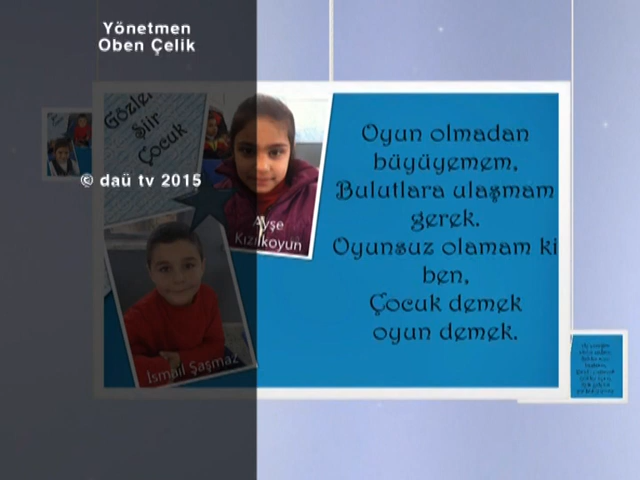 Yönetmen
Oben Çelik
© daü tv 2015
Gözler
Şiir
Çocuk
Ayşe
Kızılkoyun
İsmail Şaşmaz
Oyun olmadan
büyüyemem,
Bulutlara ulaşmam
gerek.
Oyunsuz olamam ki
ben,
Çocuk demek
oyun demek.